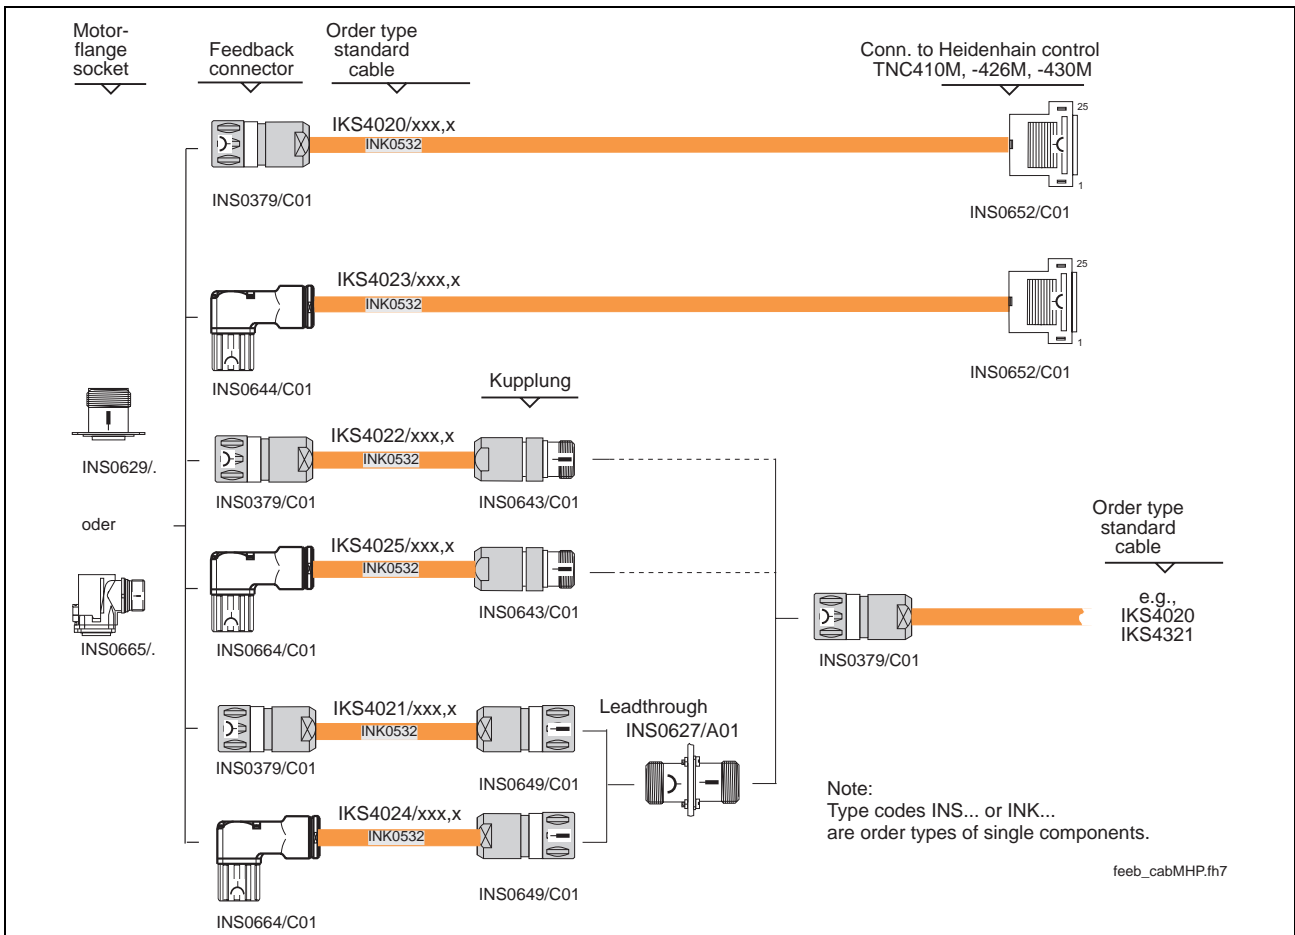 Motor-
flange
socket
Feedback
connector
Order type
standard
cable
Conn. to Heidenhain control
TNC410M, -426M, -430M
IKS4020/xxx,x
INK0532
25
1
INS0379/C01
INS0652/C01
IKS4023/xxx,x
INK0532
25
1
INS0644/C01
INS0652/C01
Kupplung
INS0629/.
IKS4022/xxx,x
INK0532
INS0379/C01
INS0643/C01
oder
IKS4025/xxx,x
INK0532
INS0664/C01
INS0643/C01
INS0665/.
Order type
standard
cable
e.g.,
IKS4020
IKS4321
INS0379/C01
IKS4021/xxx,x
INK0532
INS0379/C01
INS0649/C01
Leadthrough
INS0627/A01
IKS4024/xxx,x
INK0532
INS0664/C01
INS0649/C01
Note:
Type codes INS... or INK...
are order types of single components.
feeb_cabMHP.fh7